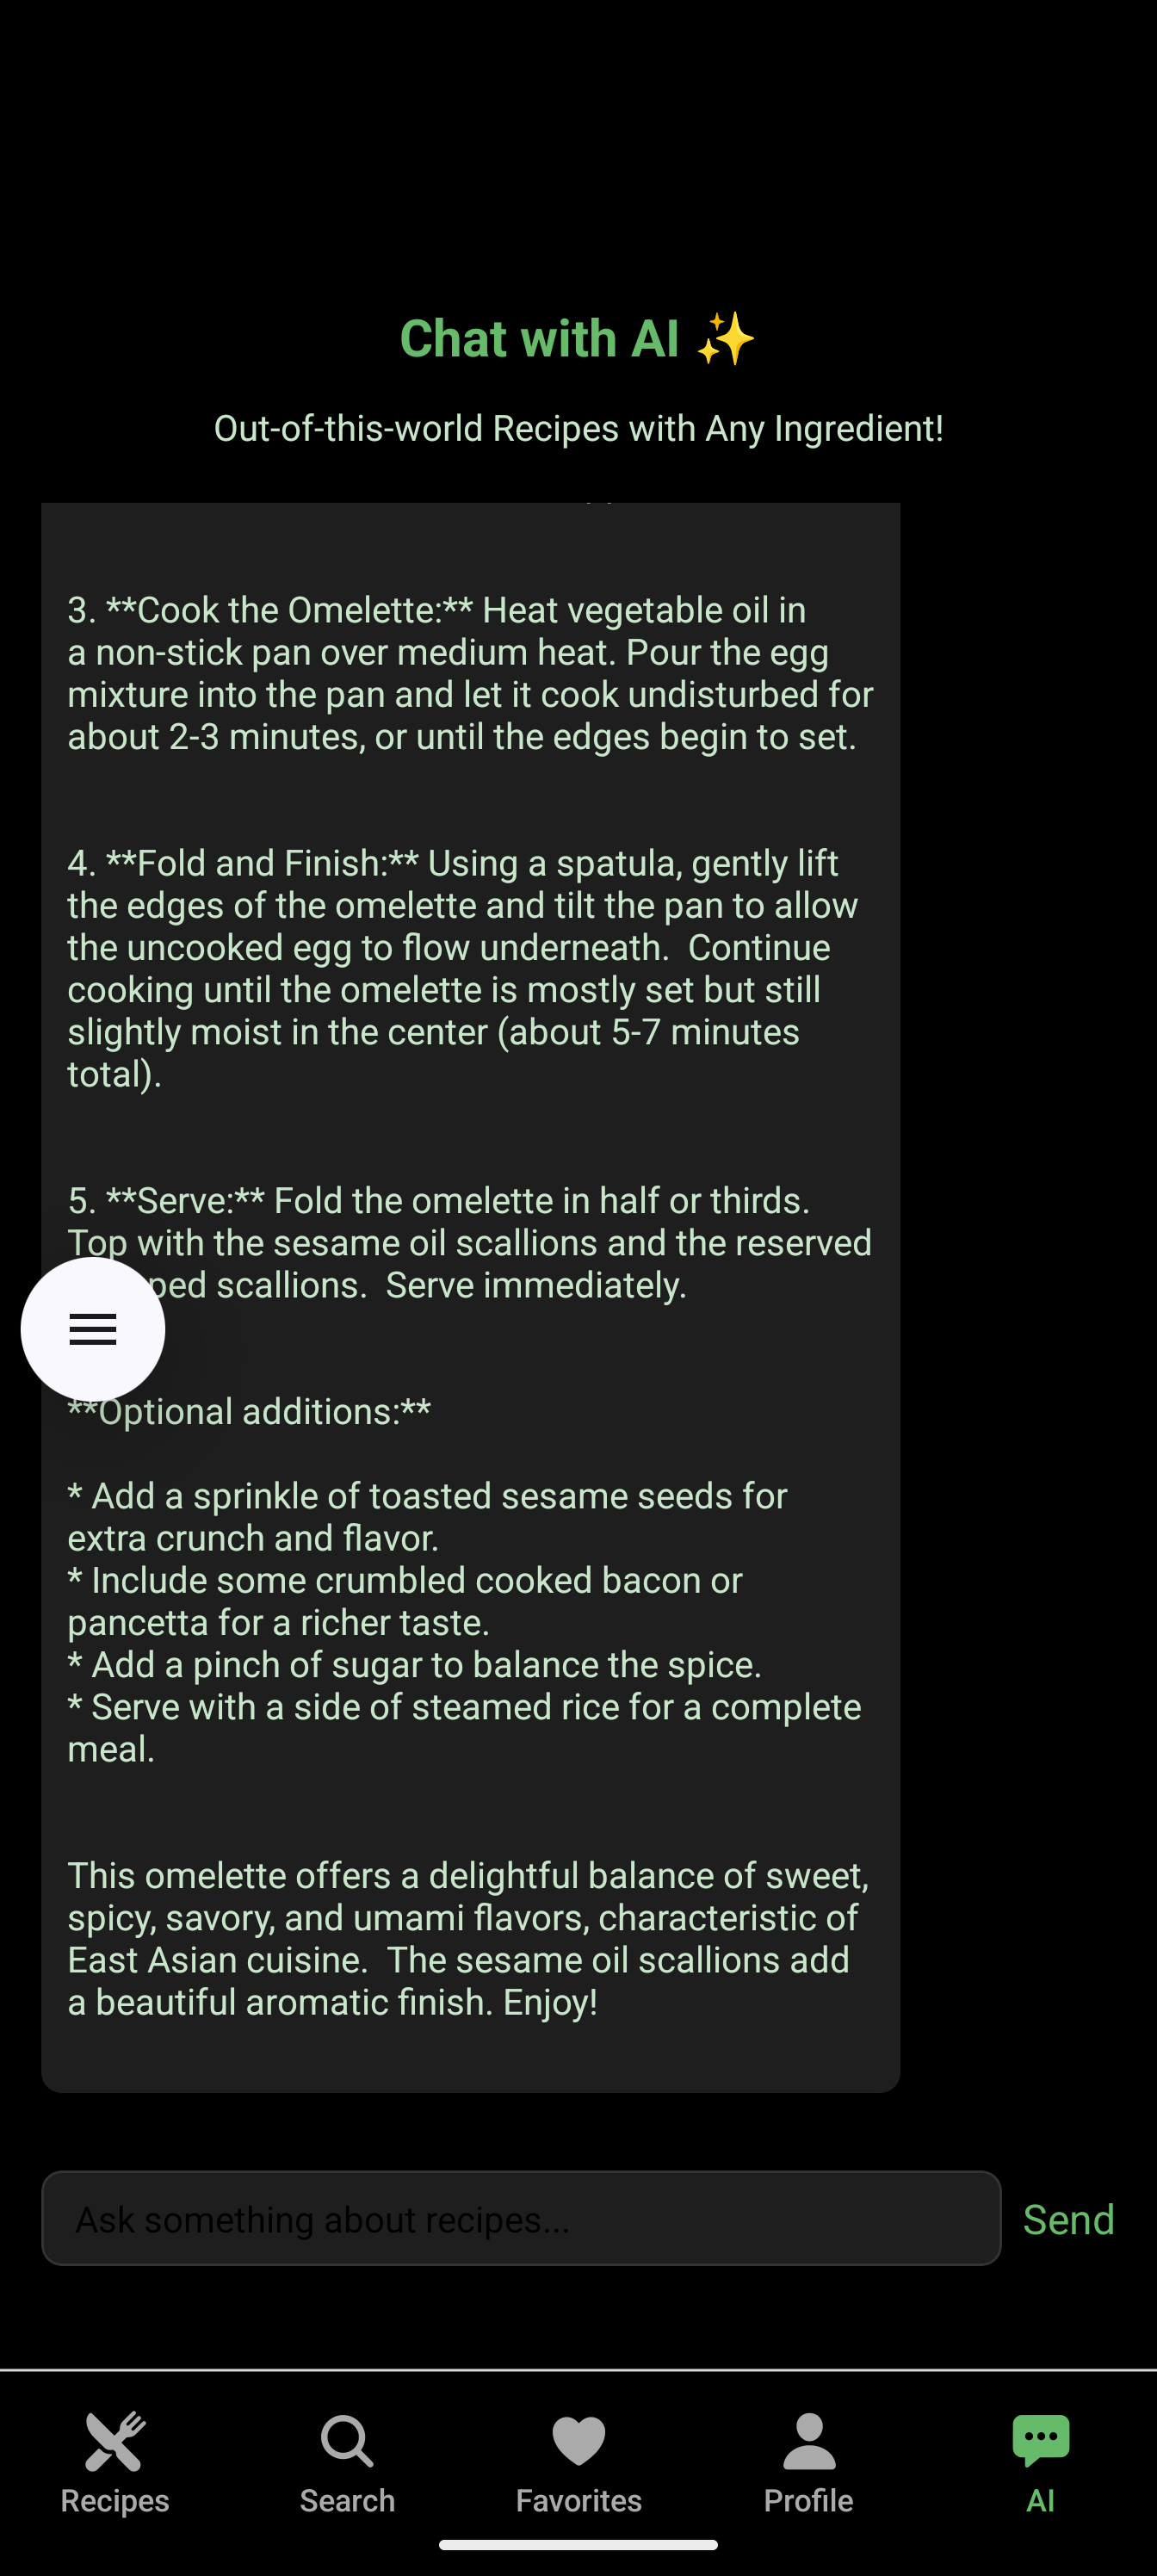 Chat with AI ✨
Out-of-this-world Recipes with Any Ingredient!
3. **Cook the Omelette:** Heat vegetable oil in
a non-stick pan over medium heat. Pour the egg
mixture into the pan and let it cook undisturbed for
about 2-3 minutes, or until the edges begin to set.
4. **Fold and Finish:** Using a spatula, gently lift
the edges of the omelette and tilt the pan to allow
the uncooked egg to flow underneath.  Continue
cooking until the omelette is mostly set but still
slightly moist in the center (about 5-7 minutes
total).
5. **Serve:** Fold the omelette in half or thirds.
Top with the sesame oil scallions and the reserved
scallions.  Serve immediately.
**Optional additions:**
* Add a sprinkle of toasted sesame seeds for
extra crunch and flavor.
* Include some crumbled cooked bacon or
pancetta for a richer taste.
* Add a pinch of sugar to balance the spice.
* Serve with a side of steamed rice for a complete
meal.
This omelette offers a delightful balance of sweet,
spicy, savory, and umami flavors, characteristic of
East Asian cuisine.  The sesame oil scallions add
a beautiful aromatic finish. Enjoy!
Ask something about recipes...
Send
Recipes
Search
Favorites
Profile
AI